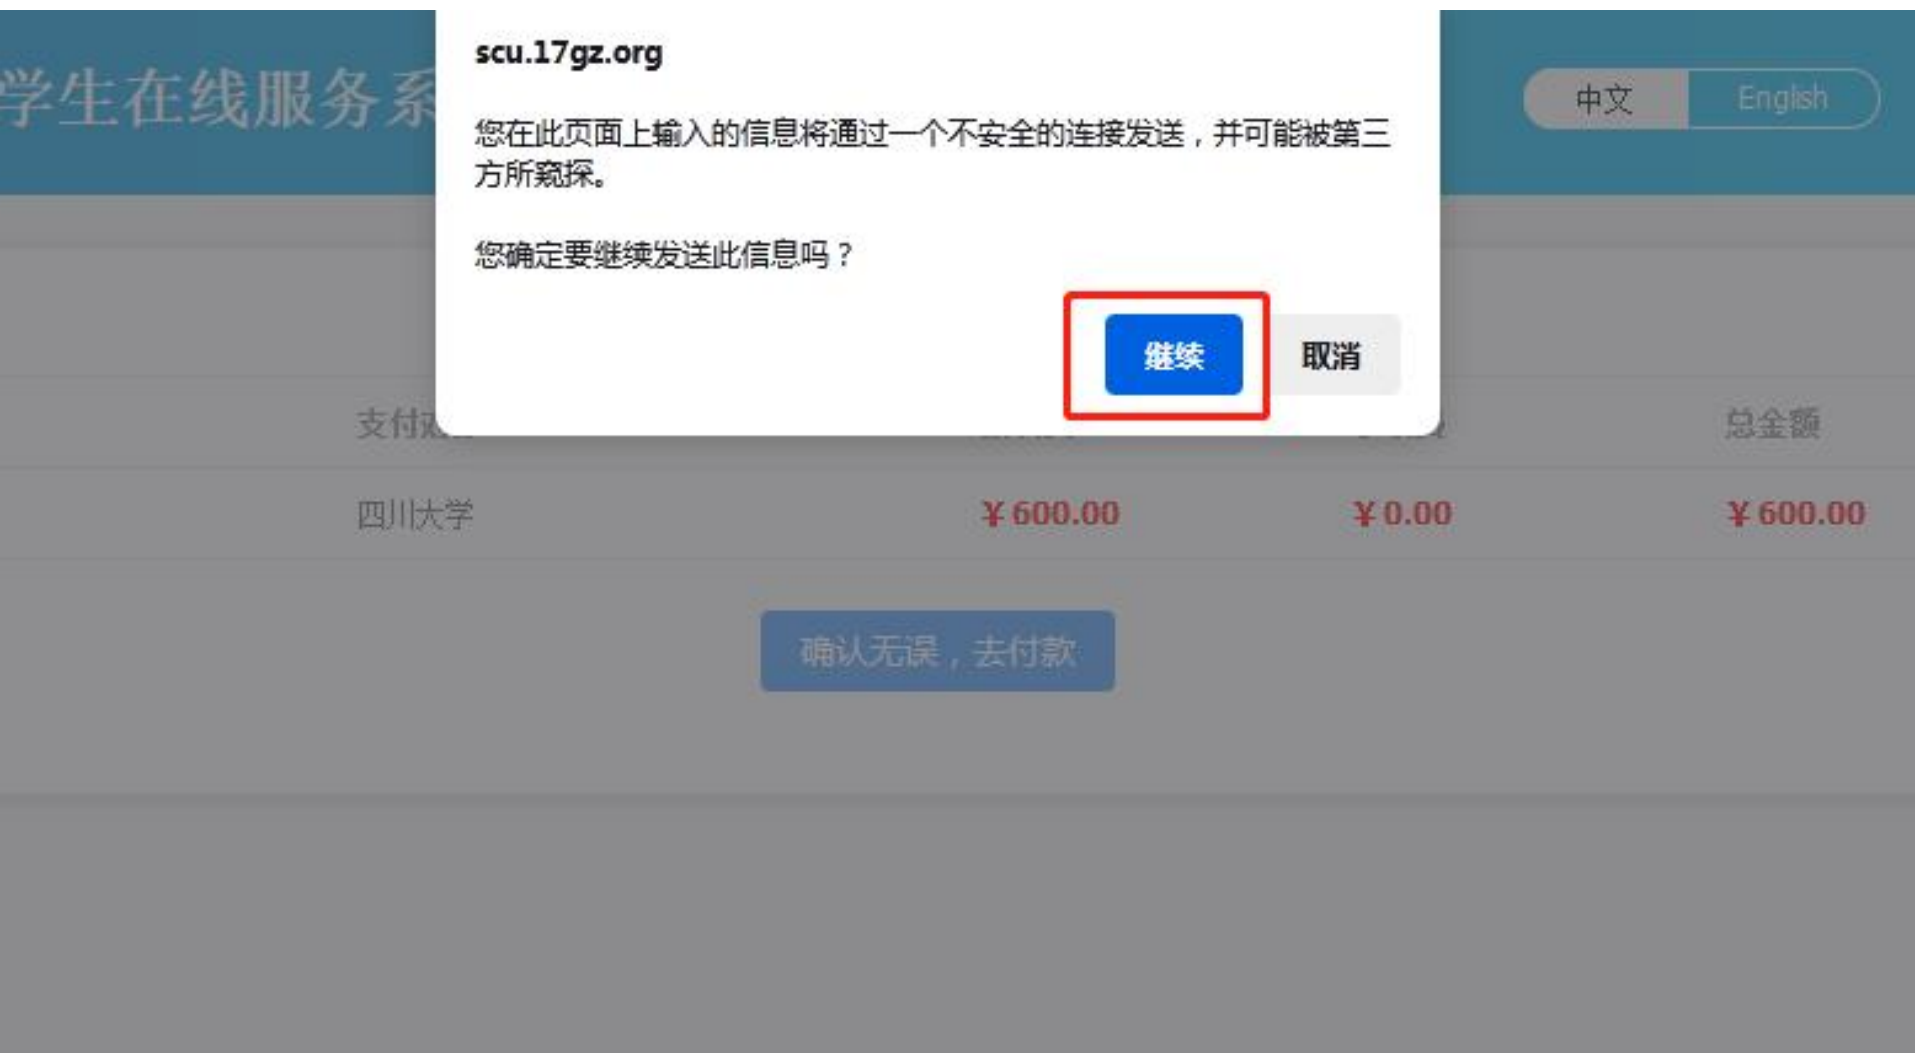 scu.17gz.org
学生在线服务系
中文
English
您在此页面上输入的信息将通过一个不安全的连接发送，并可能被第三
方所窥探。
您确定要继续发送此信息吗？
继续
取消
支付
总金额
四川大学
¥600.00
¥0.00
¥600.00
确认无误，去付款